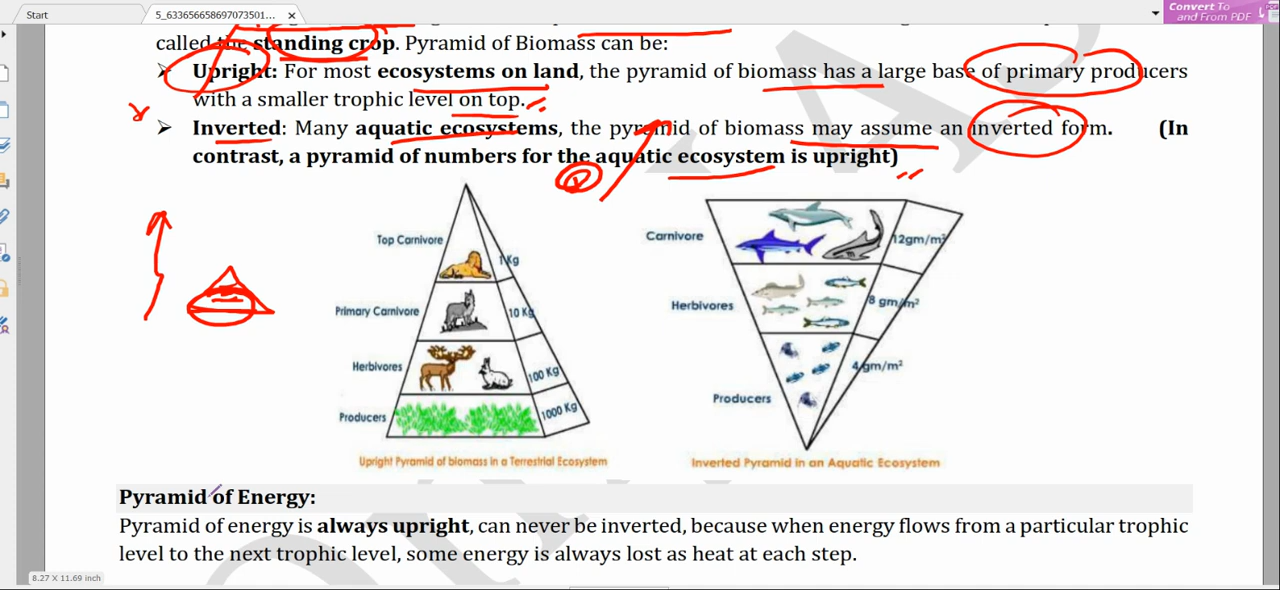 Start
5_633656658697073501...
Convert To
and From PDF
called the standing crop. Pyramid of Biomass can be:
Upright: For most ecosystems on land, the pyramid of biomass has a large base of primary producers
with a smaller trophic level on top.
Inverted: Many aquatic ecosystems, the pyramid of biomass may assume an inverted form. (In
contrast, a pyramid of numbers for the aquatic ecosystem is upright)
Top Carnivore
1 Kg
Primary Carnivore
10 Kg
Herbivores
100 Kg
Producers
1000 Kg
Upright Pyramid of biomass in a Terrestrial Ecosystem
Carnivore
12gm/m²
Herbivores
8 gm/m²
4 gm/m²
Producers
Inverted Pyramid in an Aquatic Ecosystem
Pyramid of Energy:
Pyramid of energy is always upright, can never be inverted, because when energy flows from a particular trophic
level to the next trophic level, some energy is always lost as heat at each step.
8.27 X 11.69 inch